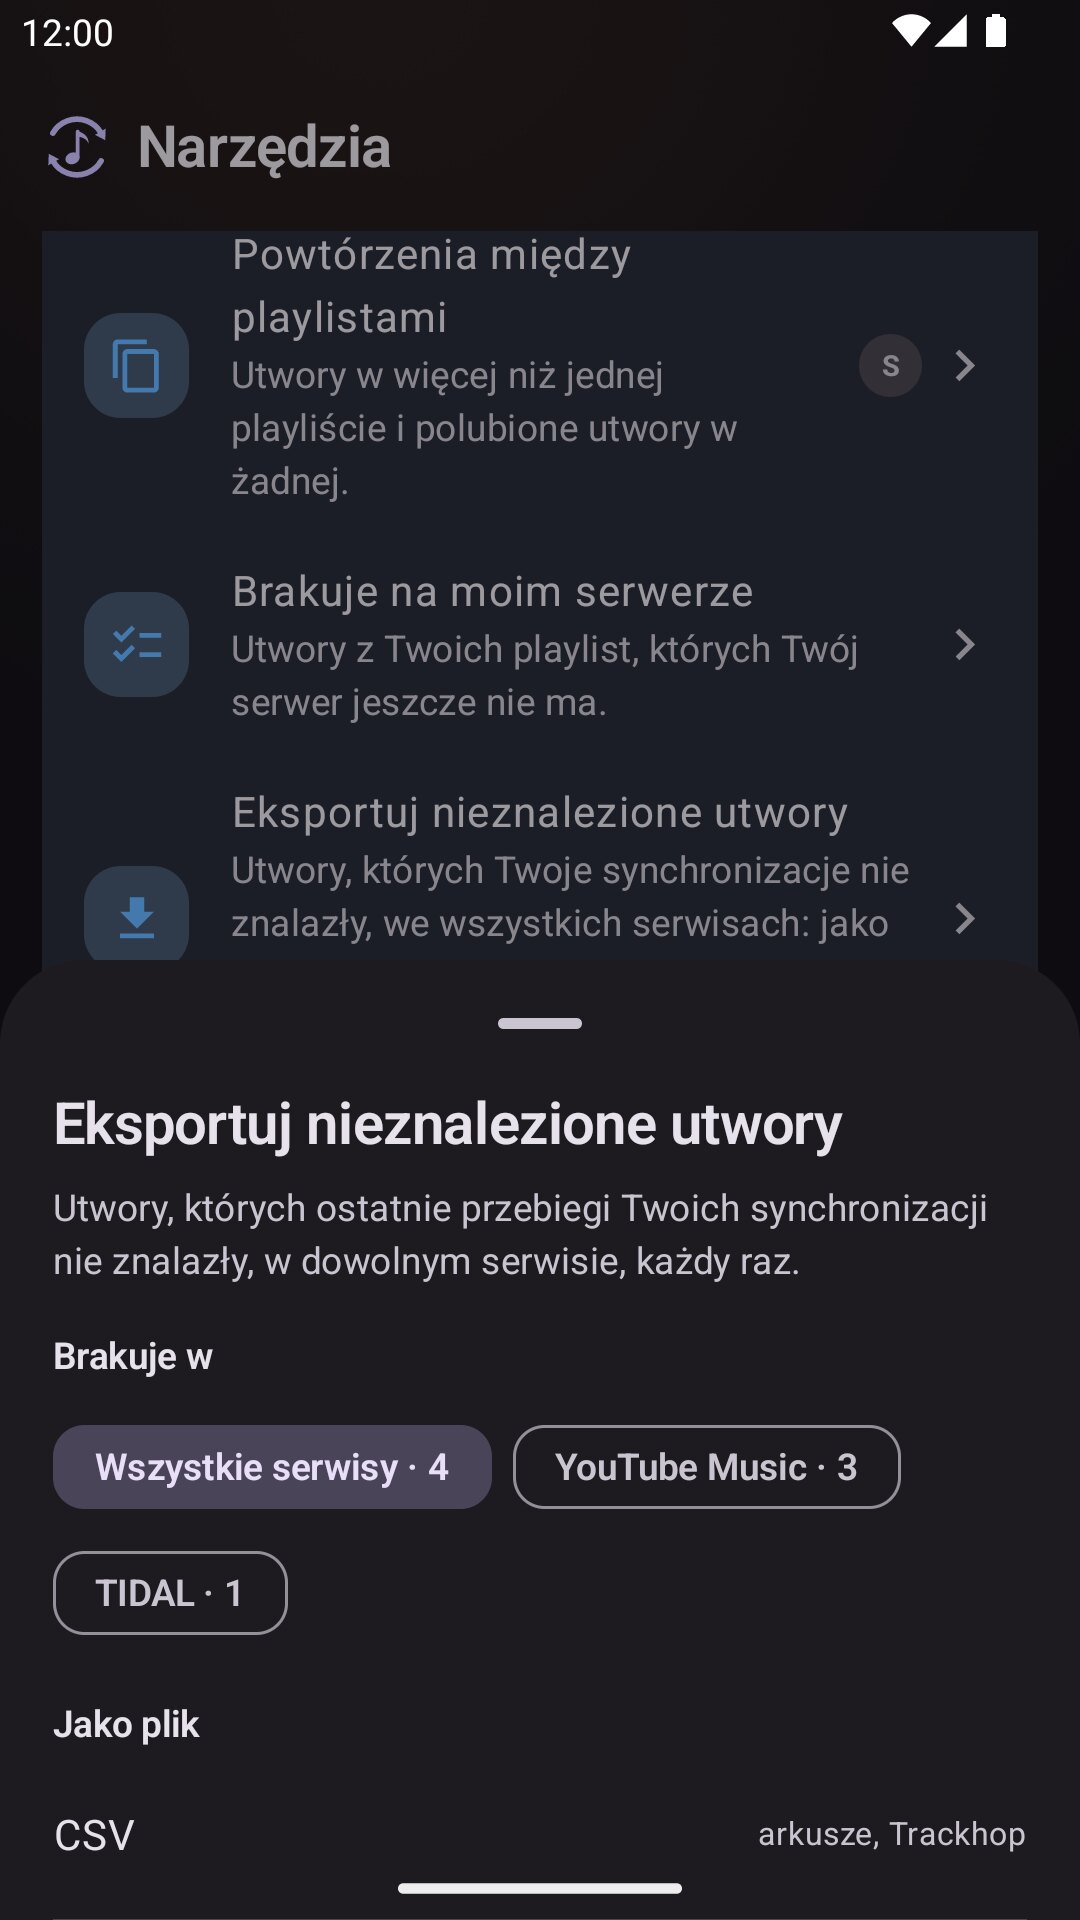 12:00
Narzędzia
Powtórzenia między
playlistami
Utwory w więcej niż jednej
playliście i polubione utwory w
żadnej.
S
Brakuje na moim serwerze
Utwory z Twoich playlist, których Twój
serwer jeszcze nie ma.
Eksportuj nieznalezione utwory
Utwory, których Twoje synchronizacje nie
znalazły, we wszystkich serwisach: jako
Eksportuj nieznalezione utwory
Utwory, których ostatnie przebiegi Twoich synchronizacji
nie znalazły, w dowolnym serwisie, każdy raz.
Brakuje w
Wszystkie serwisy · 4
YouTube Music · 3
TIDAL · 1
Jako plik
CSV
arkusze, Trackhop